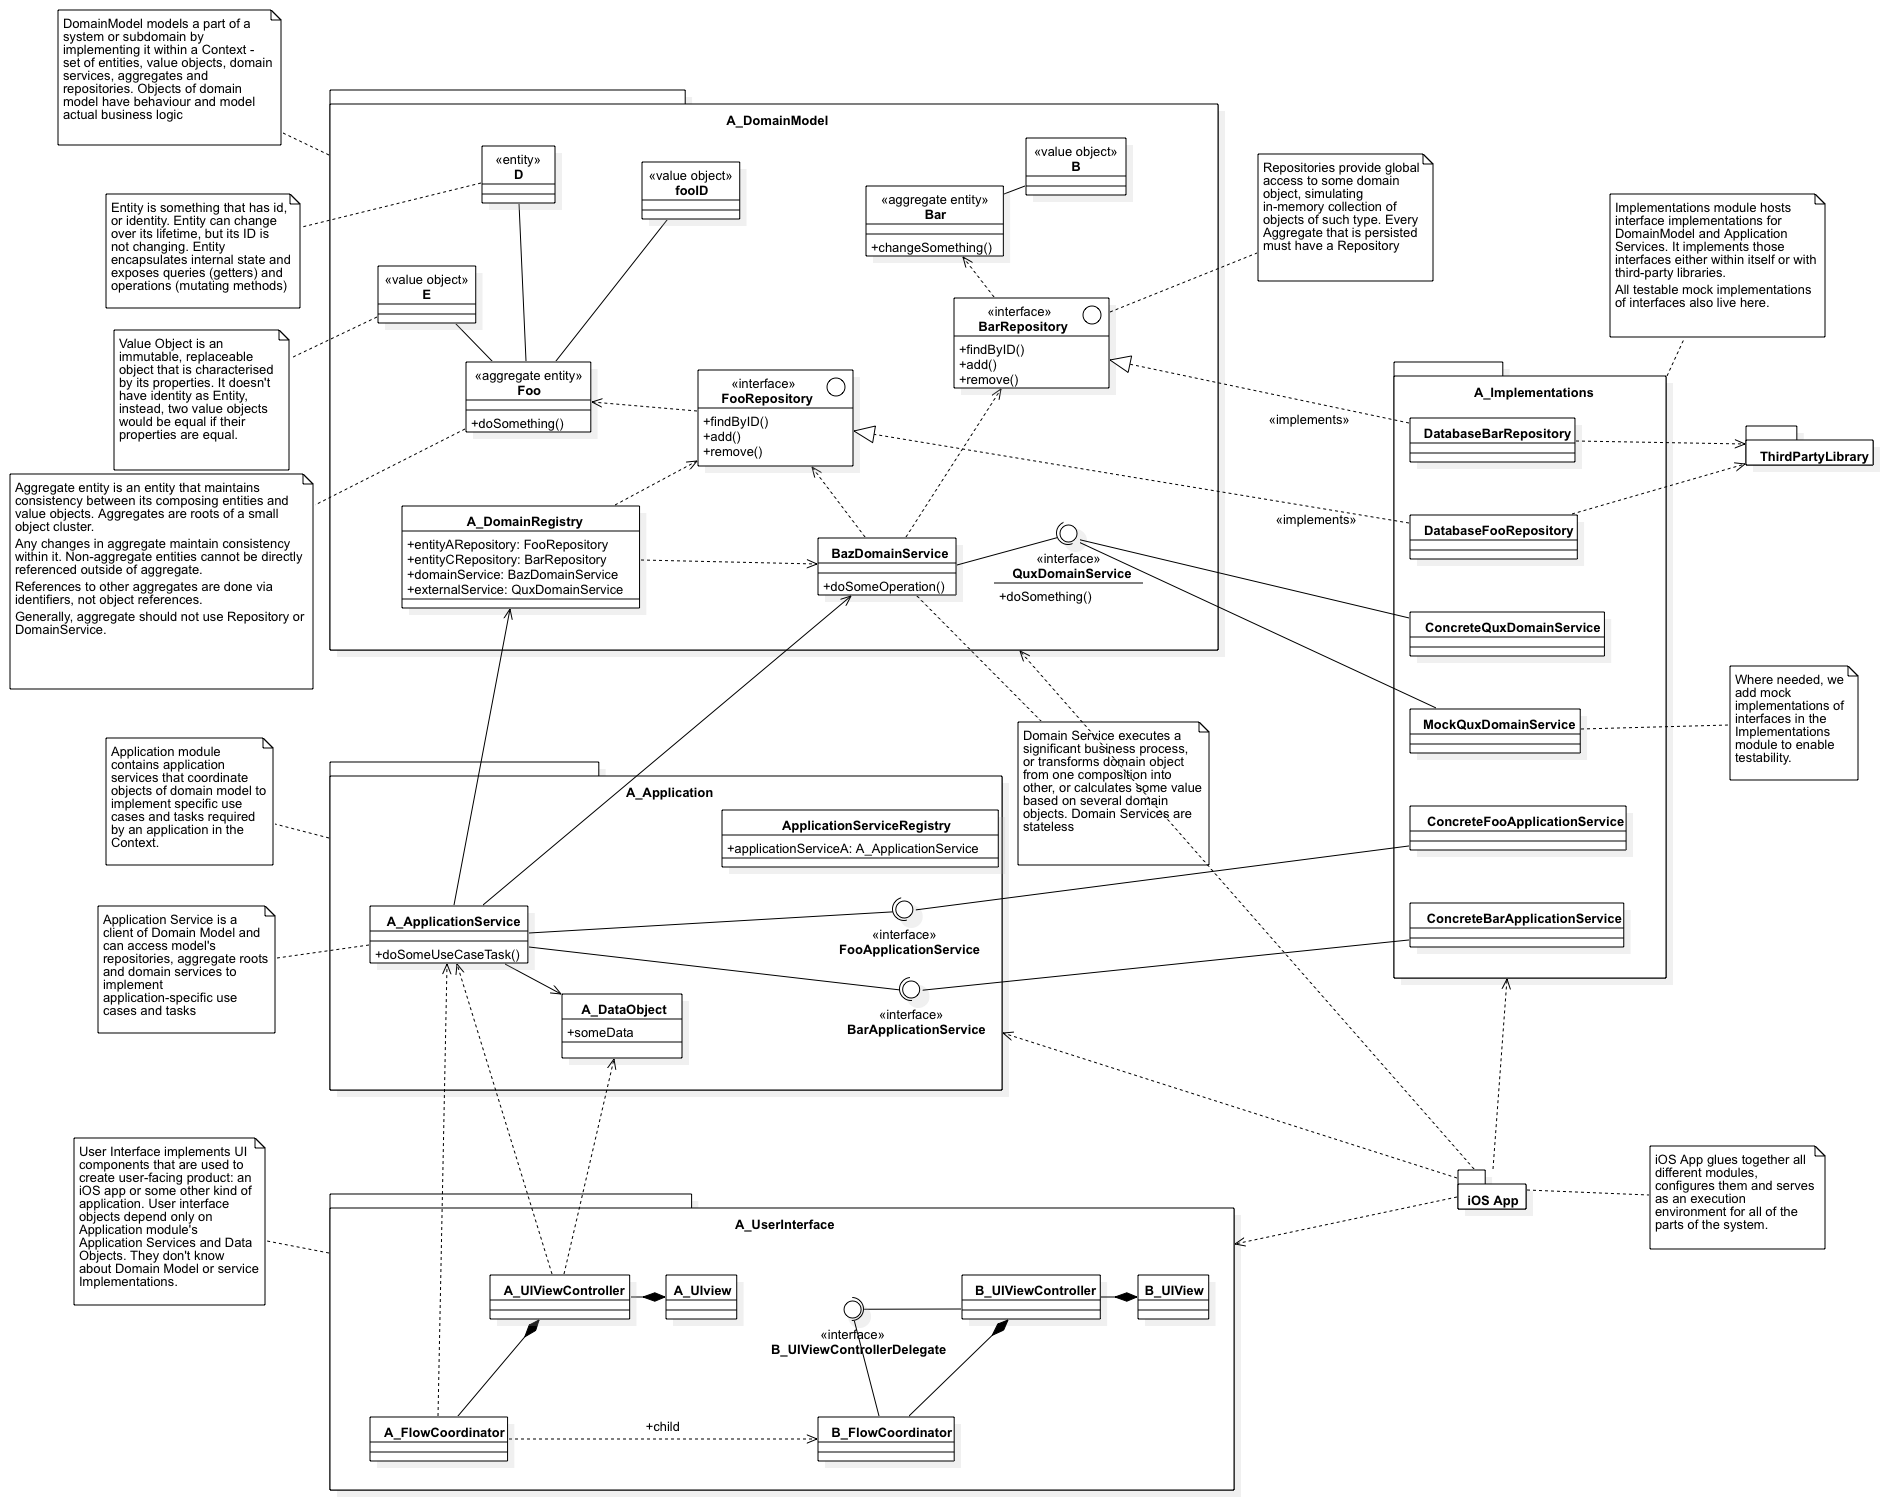 DomainModel models a part of a
system or subdomain by
implementing it within a Context -
set of entities, value objects, domain
services, aggregates and
repositories. Objects of domain
model have behaviour and model
actual business logic
A_DomainModel
«entity»
D
«value object»
fooID
«value object»
B
«aggregate entity»
Bar
+changeSomething()
Repositories provide global
access to some domain
object, simulating
in-memory collection of
objects of such type. Every
Aggregate that is persisted
must have a Repository
Implementations module hosts
interface implementations for
DomainModel and Application
Services. It implements those
interfaces either within itself or with
third-party libraries.
All testable mock implementations
of interfaces also live here.
Entity is something that has id,
or identity. Entity can change
over its lifetime, but its ID is
not changing. Entity
encapsulates internal state and
exposes queries (getters) and
operations (mutating methods)
«value object»
E
«interface»
BarRepository
+findByID()
+add()
+remove()
Value Object is an
immutable, replaceable
object that is characterised
by its properties. It doesn't
have identity as Entity,
instead, two value objects
would be equal if their
properties are equal.
«aggregate entity»
Foo
+doSomething()
«interface»
FooRepository
+findByID()
+add()
+remove()
A_Implementations
«implements»
DatabaseBarRepository
ThirdPartyLibrary
Aggregate entity is an entity that maintains
consistency between its composing entities and
value objects. Aggregates are roots of a small
object cluster.
Any changes in aggregate maintain consistency
within it. Non-aggregate entities cannot be directly
referenced outside of aggregate.
References to other aggregates are done via
identifiers, not object references.
Generally, aggregate should not use Repository or
DomainService.
A_DomainRegistry
+entityARepository: FooRepository
+entityCRepository: BarRepository
+domainService: BazDomainService
+externalService: QuxDomainService
BazDomainService
+doSomeOperation()
«interface»
QuxDomainService
+doSomething()
«implements»
DatabaseFooRepository
ConcreteQuxDomainService
MockQuxDomainService
Where needed, we
add mock
implementations of
interfaces in the
Implementations
module to enable
testability.
Domain Service executes a
significant business process,
or transforms domain object
from one composition into
other, or calculates some value
based on several domain
objects. Domain Services are
stateless
Application module
contains application
services that coordinate
objects of domain model to
implement specific use
cases and tasks required
by an application in the
Context.
A_Application
ApplicationServiceRegistry
+applicationServiceA: A_ApplicationService
ConcreteFooApplicationService
Application Service is a
client of Domain Model and
can access model's
repositories, aggregate roots
and domain services to
implement
application-specific use
cases and tasks
A_ApplicationService
+doSomeUseCaseTask()
«interface»
FooApplicationService
ConcreteBarApplicationService
A_DataObject
+someData
«interface»
BarApplicationService
User Interface implements UI
components that are used to
create user-facing product: an
iOS app or some other kind of
application. User interface
objects depend only on
Application module's
Application Services and Data
Objects. They don't know
about Domain Model or service
Implementations.
iOS App
iOS App glues together all
different modules,
configures them and serves
as an execution
environment for all of the
parts of the system.
A_UserInterface
A_UIViewController
A_UIview
B_UIViewController
B_UIView
«interface»
B_UIViewControllerDelegate
A_FlowCoordinator
+child
B_FlowCoordinator